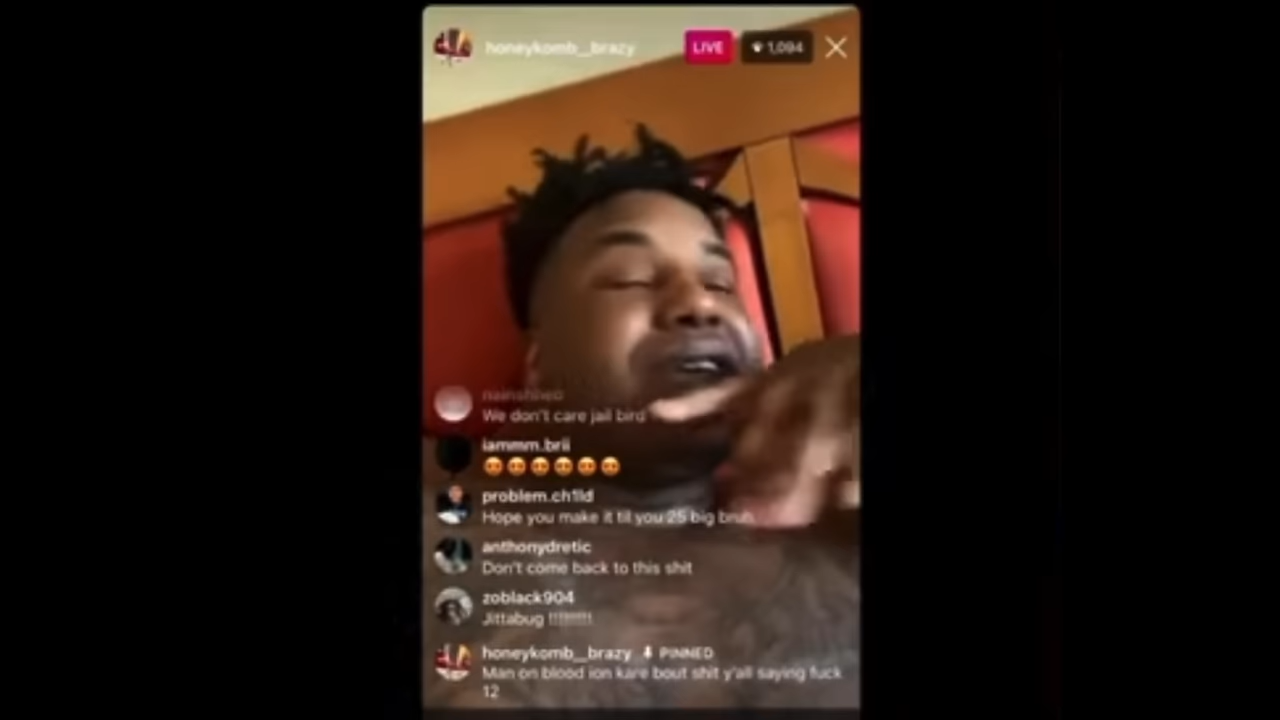 honeykomb__brazy
LIVE
1,094
We don't care jail bird
iammm.brii
problem.ch1ld
Hope you make it til you 25 big bruh
anthonydretic
Don't come back to this shit
zoblack904
Jittabug !!!!!!!!!!
honeykomb__brazy PINNED
Man on blood ion kare bout shit y'all saying fuck
12